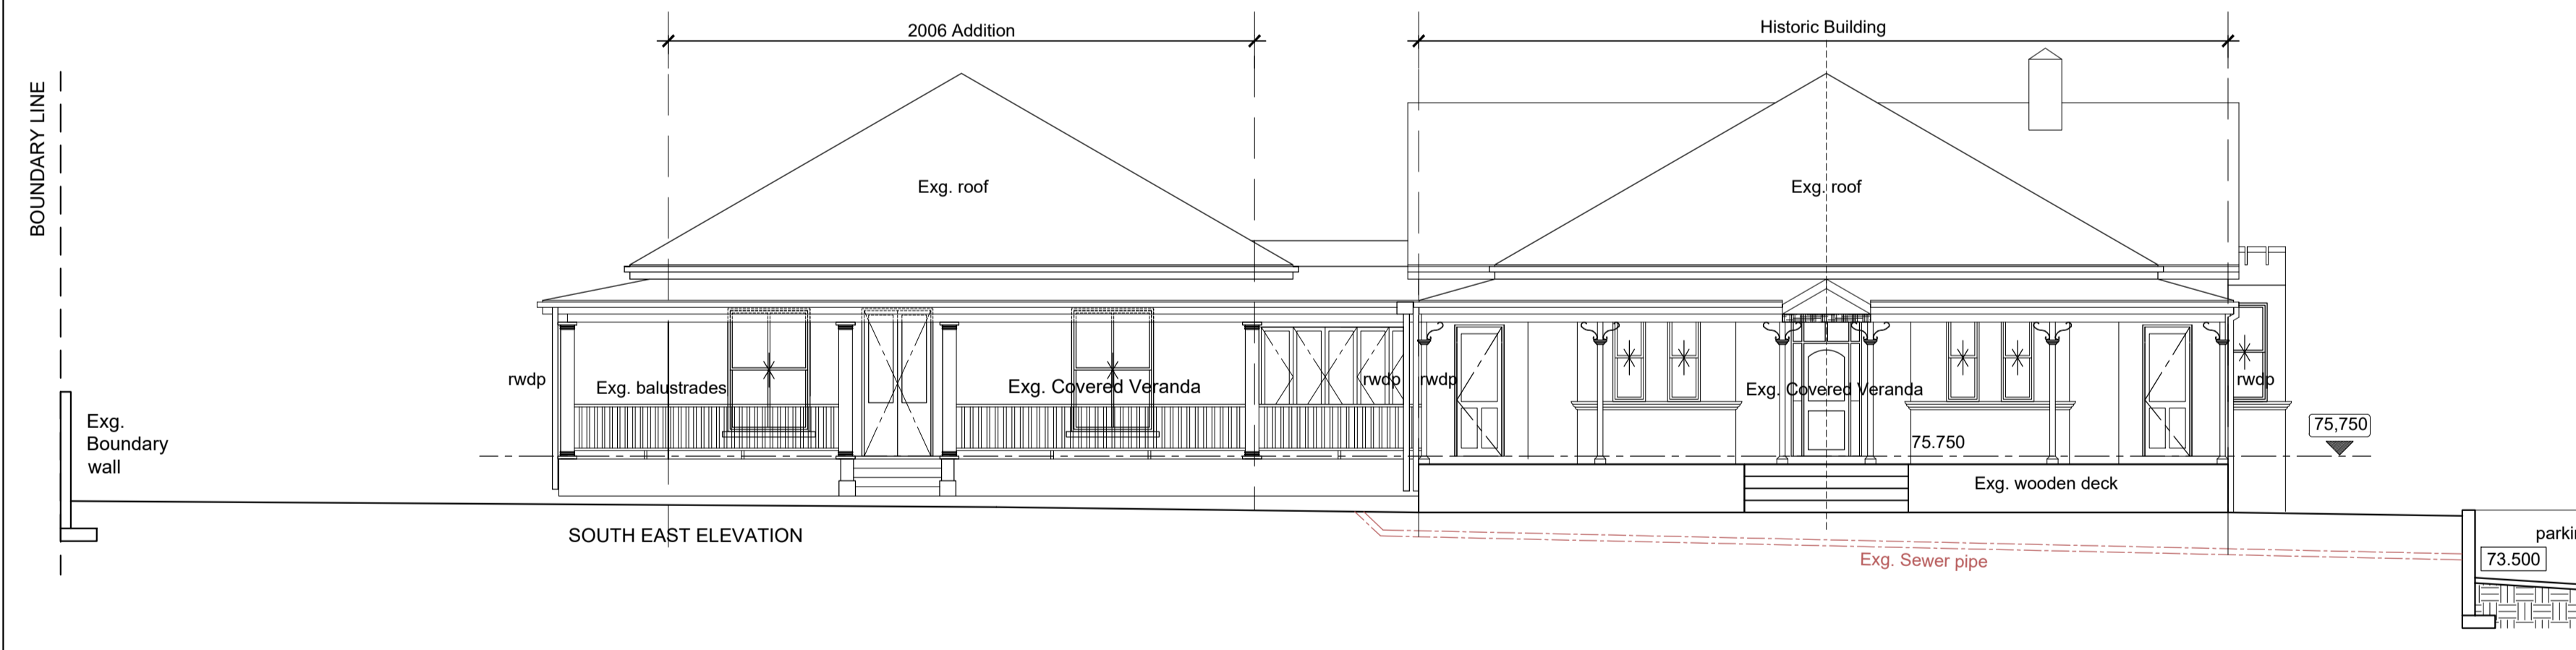 2006 Addition
Historic Building
BOUNDARY LINE
Exg. roof
Exg. roof
rwdp
Exg. balustrades
Exg. Covered Veranda
rwdp
rwdp
Exg. Covered Veranda
rwdp
Exg.
Boundary
wall
75.750
75,750
Exg. wooden deck
SOUTH EAST ELEVATION
Exg. Sewer pipe
parkin
73.500